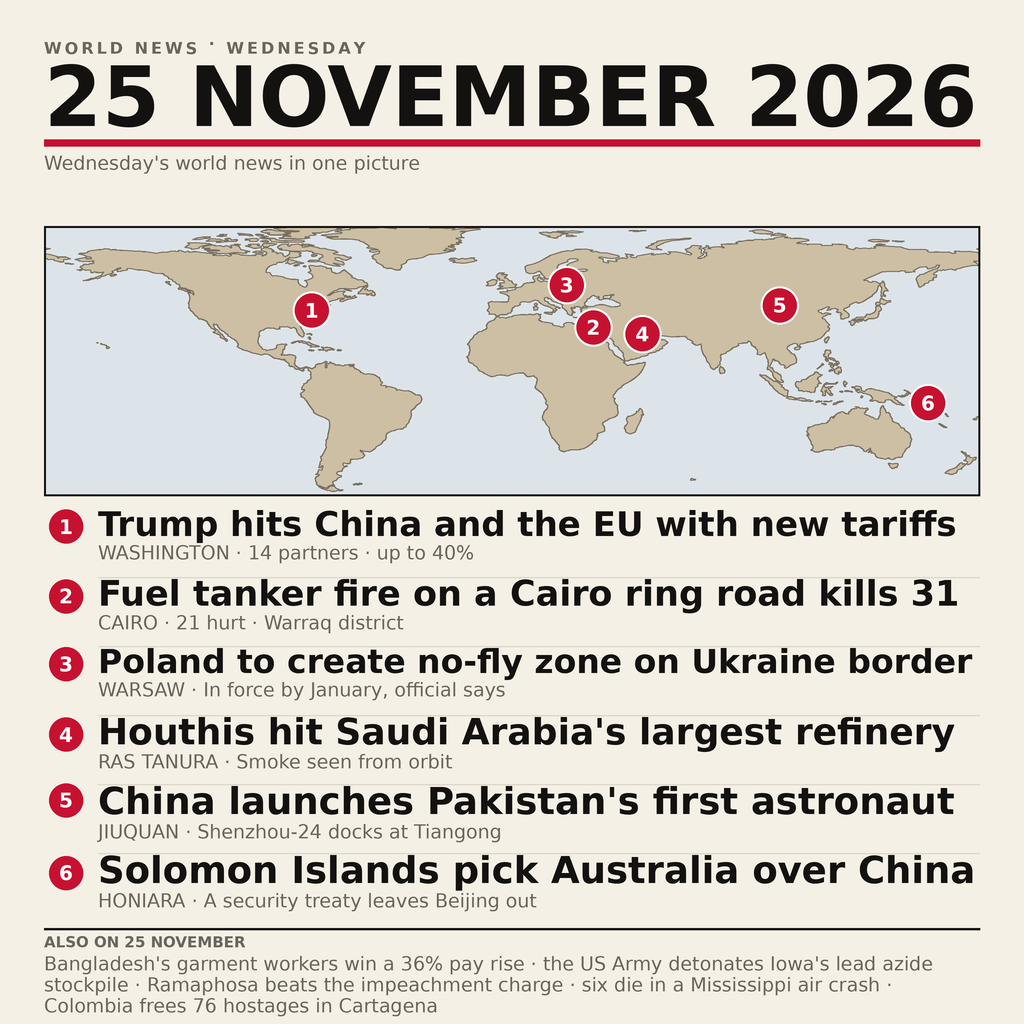 WORLD NEWS · WEDNESDAY
25 NOVEMBER 2026
Wednesday's world news in one picture
1
2
3
4
5
6
1 Trump hits China and the EU with new tariffs
WASHINGTON · 14 partners · up to 40%
2 Fuel tanker fire on a Cairo ring road kills 31
CAIRO · 21 hurt · Warraq district
3 Poland to create no-fly zone on Ukraine border
WARSAW · In force by January, official says
4 Houthis hit Saudi Arabia's largest refinery
RAS TANURA · Smoke seen from orbit
5 China launches Pakistan's first astronaut
JIUQUAN · Shenzhou-24 docks at Tiangong
6 Solomon Islands pick Australia over China
HONIARA · A security treaty leaves Beijing out
ALSO ON 25 NOVEMBER
Bangladesh's garment workers win a 36% pay rise · the US Army detonates Iowa's lead azide
stockpile · Ramaphosa beats the impeachment charge · six die in a Mississippi air crash ·
Colombia frees 76 hostages in Cartagena